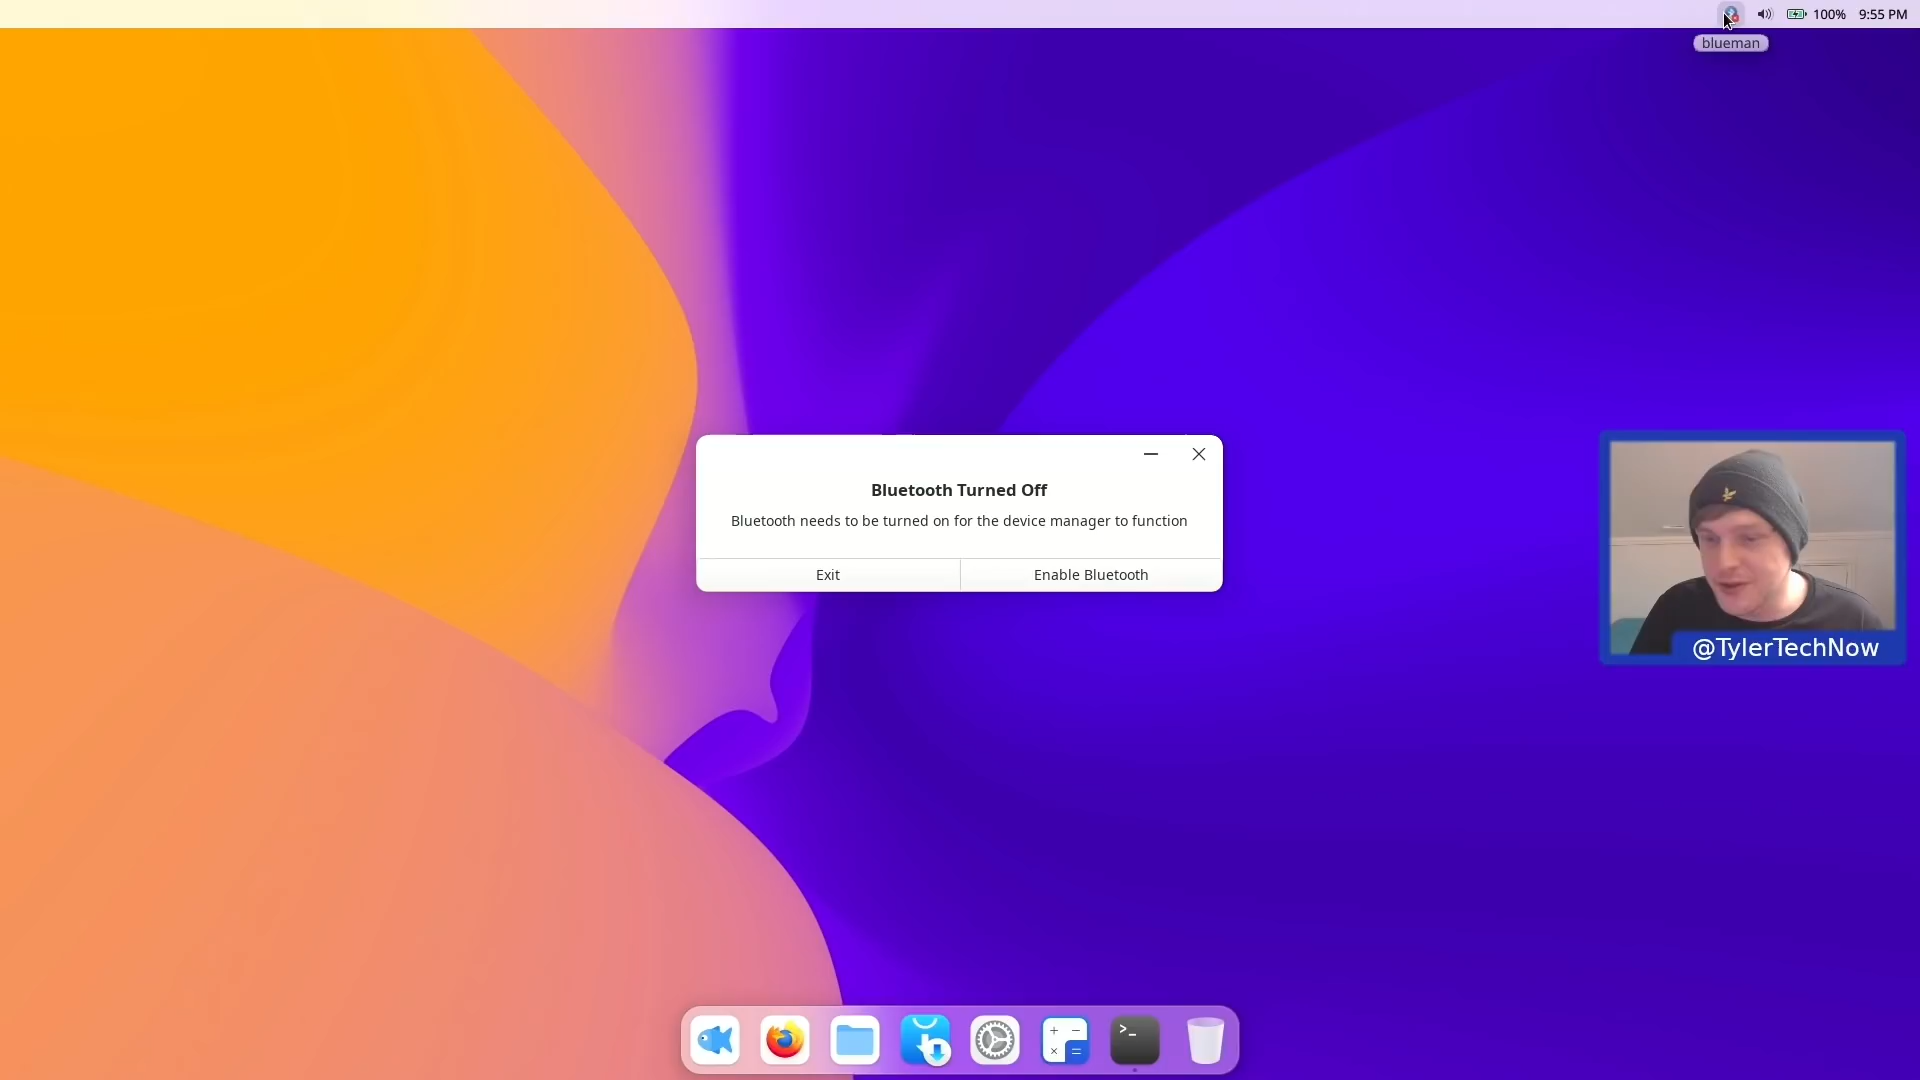 100% 9:55 PM
blueman
Bluetooth Turned Off
Bluetooth needs to be turned on for the device manager to function
Exit Enable Bluetooth
@TylerTechNow
>_